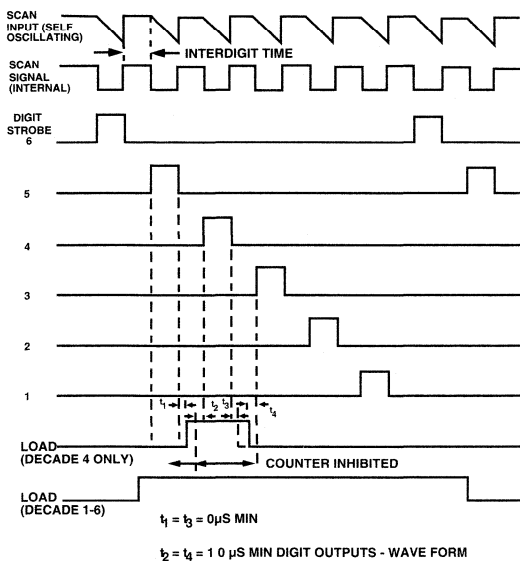 SCAN
INPUT (SELF
OSCILLATING)
INTERDIGIT TIME
SCAN
SIGNAL
(INTERNAL)
DIGIT
STROBE
6
5
4
3
2
1
t1 t2 t3 t4
LOAD
(DECADE 4 ONLY)
COUNTER INHIBITED
LOAD
(DECADE 1-6)
t1 = t3 = 0µS MIN
t2 = t4 = 1 0 µS MIN DIGIT OUTPUTS - WAVE FORM